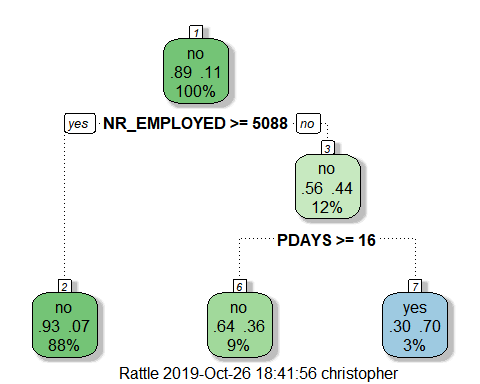 1
no
.89 .11
100%
yes NR_EMPLOYED >= 5088 no
3
no
.56 .44
12%
PDAYS >= 16
2
no
.93 .07
88%
6
no
.64 .36
9%
7
yes
.30 .70
3%
Rattle 2019-Oct-26 18:41:56 christopher